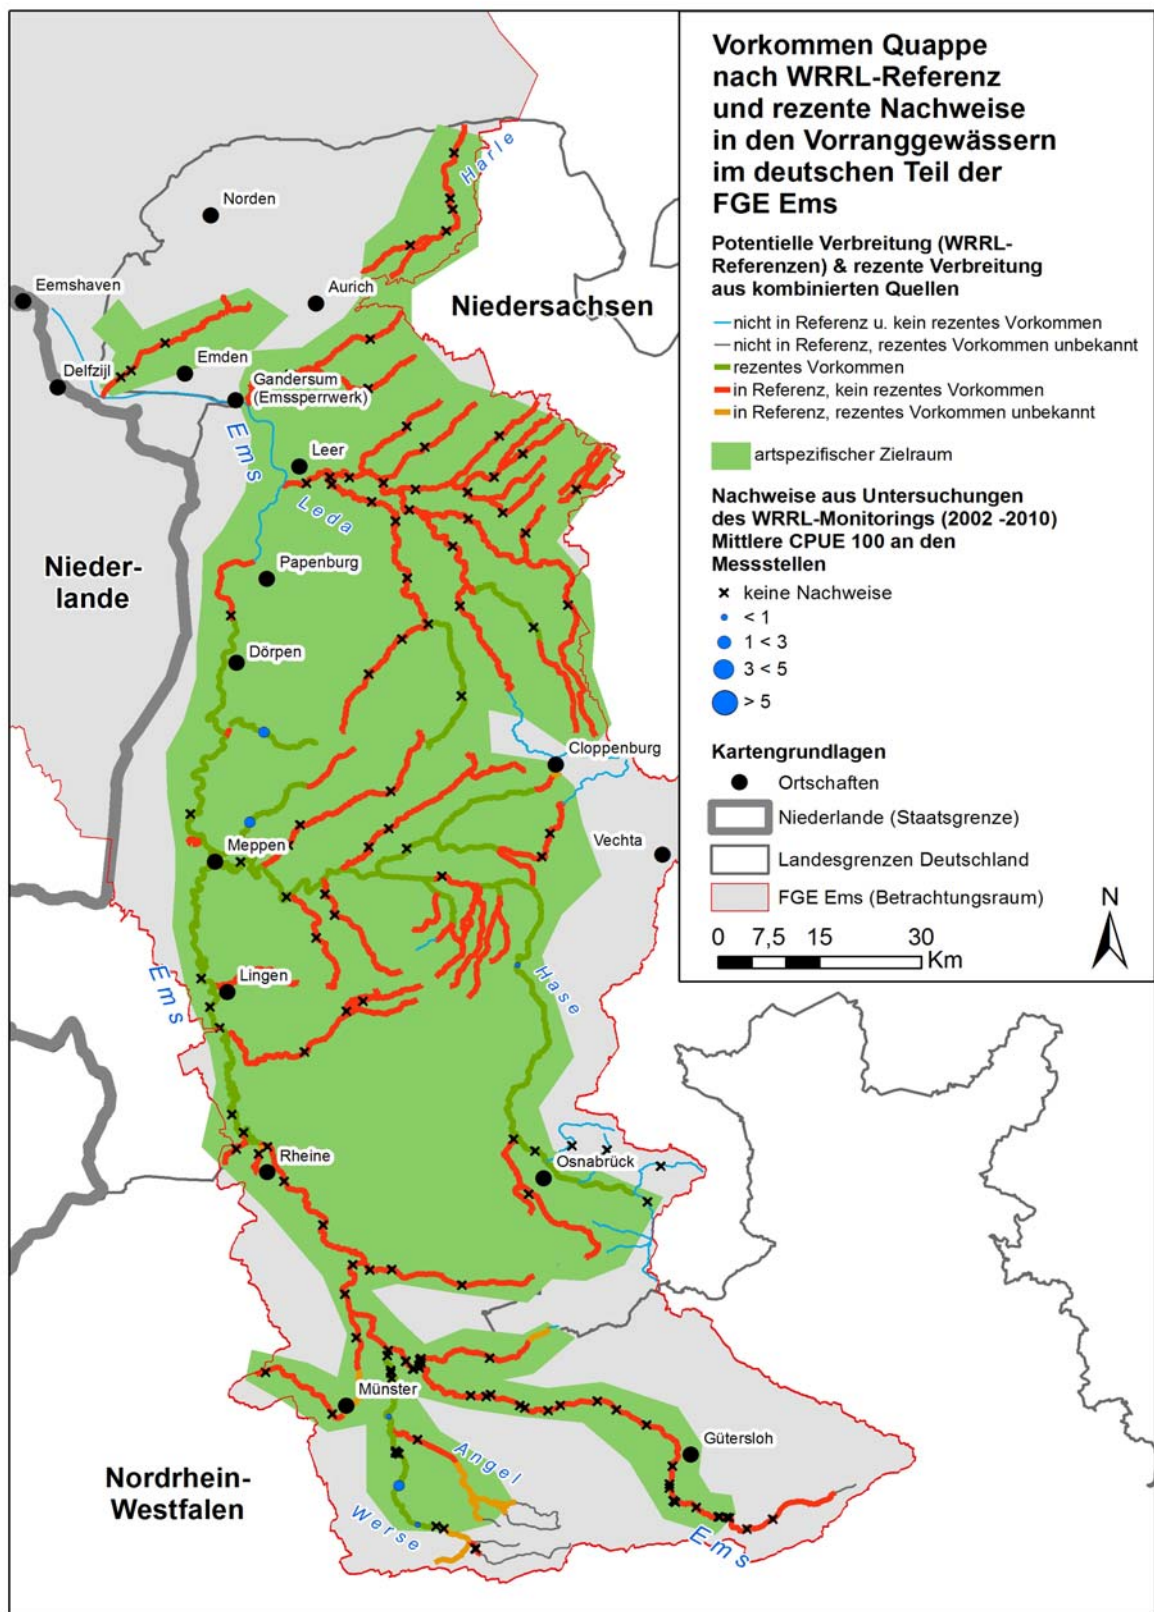 Vorkommen Quappe
nach WRRL-Referenz
und rezente Nachweise
in den Vorranggewässern
im deutschen Teil der
FGE Ems
Potentielle Verbreitung (WRRL-
Referenzen) & rezente Verbreitung
aus kombinierten Quellen
nicht in Referenz u. kein rezentes Vorkommen
nicht in Referenz, rezentes Vorkommen unbekannt
rezentes Vorkommen
in Referenz, kein rezentes Vorkommen
in Referenz, rezentes Vorkommen unbekannt
artspezifischer Zielraum
Nachweise aus Untersuchungen
des WRRL-Monitorings (2002 -2010)
Mittlere CPUE 100 an den
Messstellen
keine Nachweise
< 1
1 < 3
3 < 5
> 5
Kartengrundlagen
Ortschaften
Niederlande (Staatsgrenze)
Landesgrenzen Deutschland
FGE Ems (Betrachtungsraum)
N
0 7,5 15 30
Km
Harle
Norden
Eemshaven
Aurich
Niedersachsen
Emden
Delfzijl
Gandersum
(Emssperrwerk)
Ems
Leer
Leda
Nieder-
lande
Papenburg
Dörpen
Cloppenburg
Meppen
Vechta
Ems
Lingen
Hase
Rheine
Osnabrück
Münster
Gütersloh
Angel
Nordrhein-
Westfalen
Werse
Ems